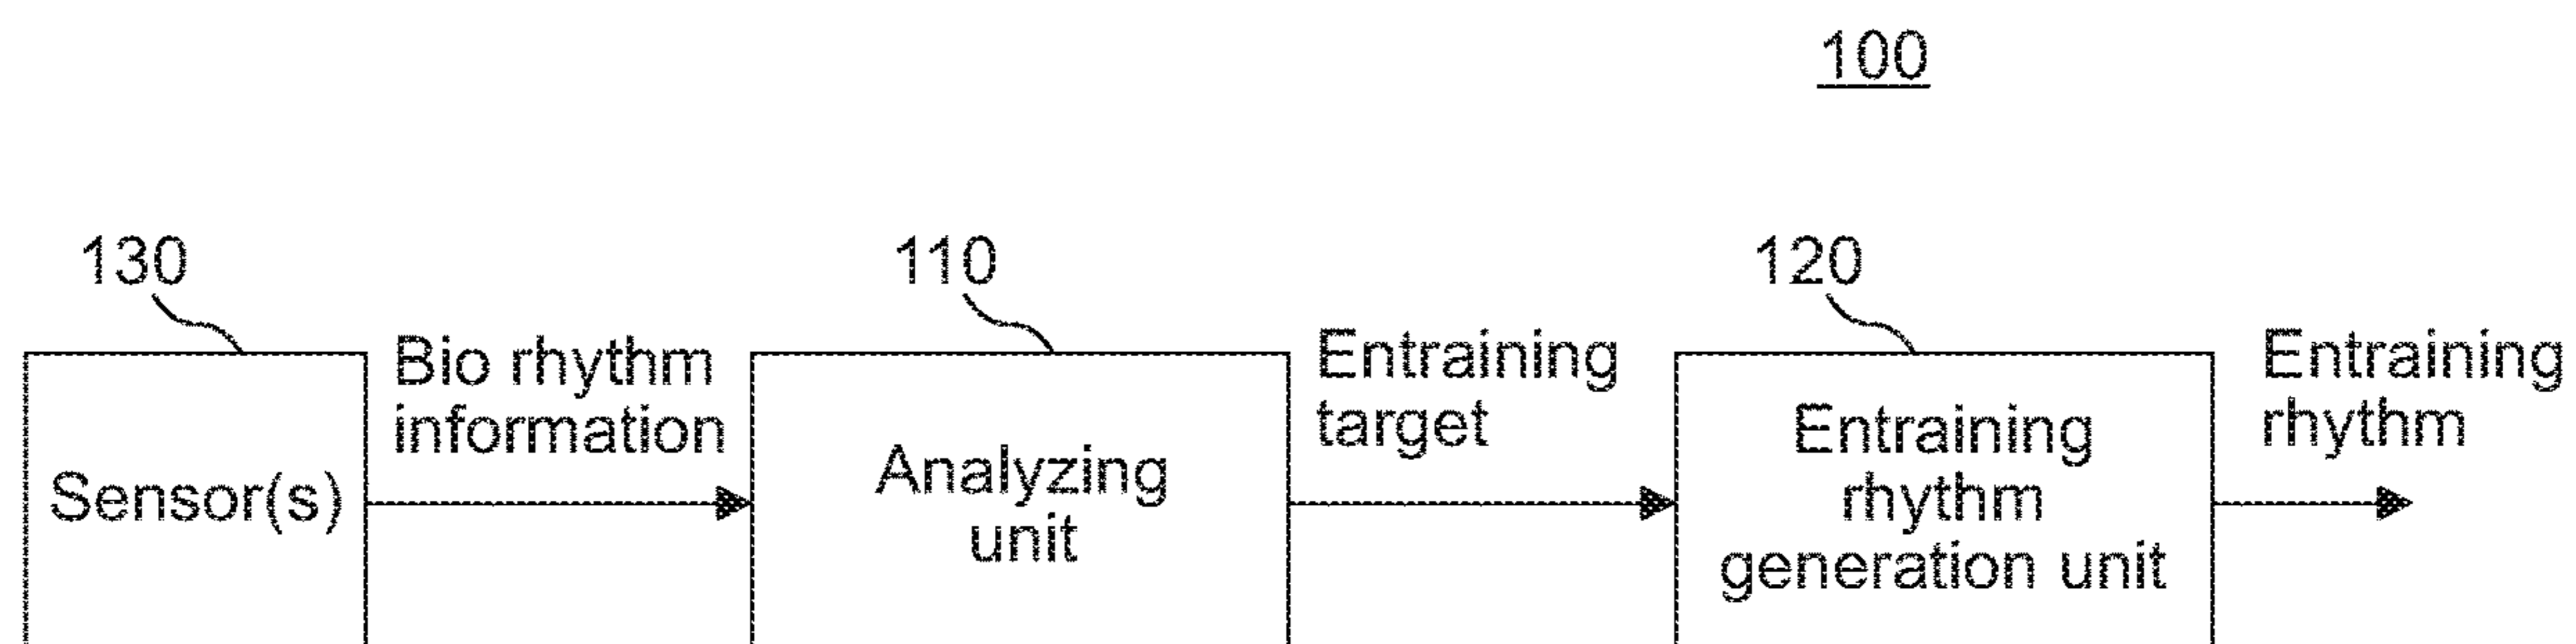 100
130
110
120
Bio rhythm
information
Entraining
target
Entraining
rhythm
Sensor(s)
Analyzing
unit
Entraining
rhythm
generation unit